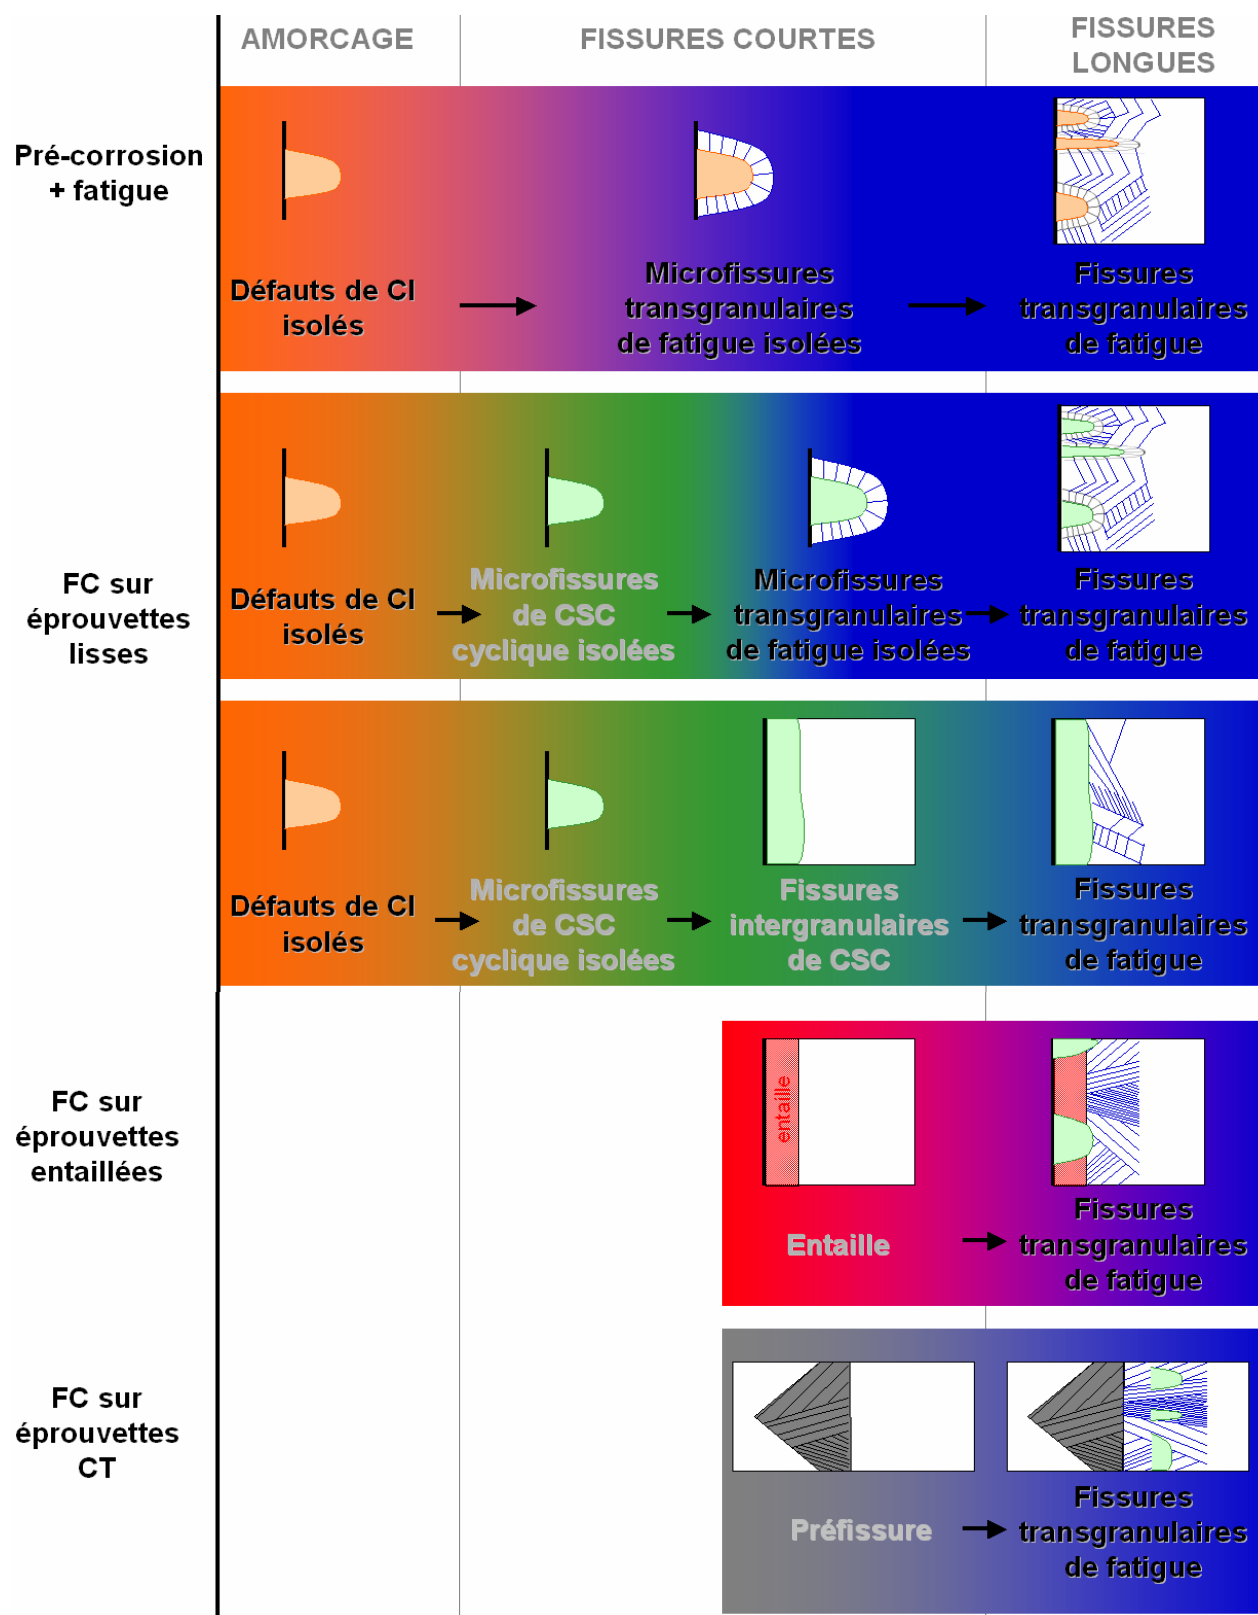 AMORCAGE
FISSURES COURTES
FISSURES
LONGUES
Pré-corrosion
+ fatigue
Défauts de CI
isolés
Microfissures
transgranulaires
de fatigue isolées
Fissures
transgranulaires
de fatigue
FC sur
éprouvettes
lisses
Défauts de CI
isolés
Microfissures
de CSC
cyclique isolées
Microfissures
transgranulaires
de fatigue isolées
Fissures
transgranulaires
de fatigue
Défauts de CI
isolés
Microfissures
de CSC
cyclique isolées
Fissures
intergranulaires
de CSC
Fissures
transgranulaires
de fatigue
FC sur
éprouvettes
entaillées
entaille
Entaille
Fissures
transgranulaires
de fatigue
FC sur
éprouvettes
CT
Préfissure
Fissures
transgranulaires
de fatigue